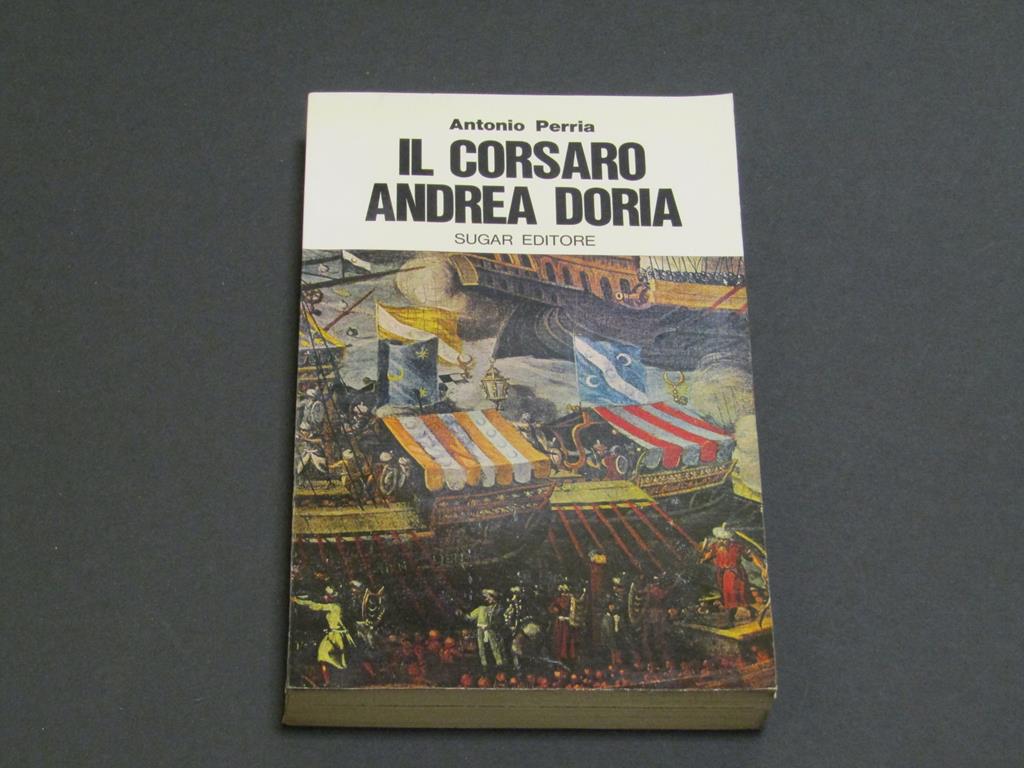 Antonio Perria
IL CORSARO
ANDREA DORIA
SUGAR EDITORE